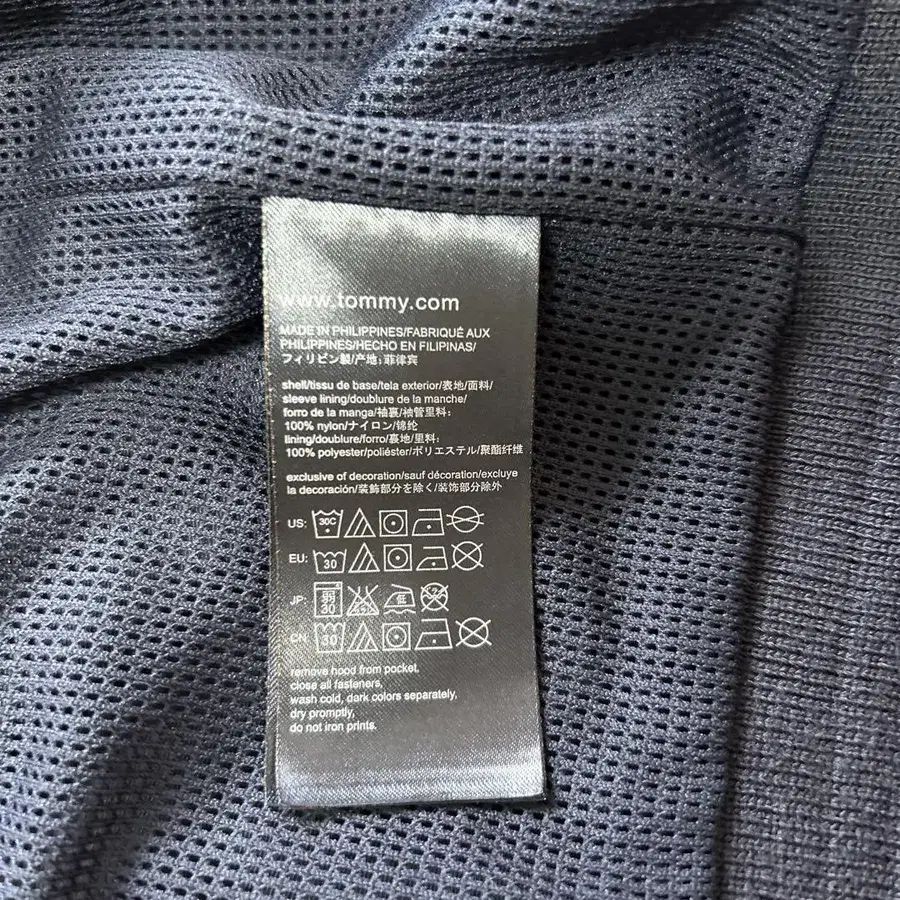 www.tommy.com
MADE IN PHILIPPINES/FABRIQUÉ AUX
PHILIPPINES/HECHO EN FILIPINAS/
フィリピン製/产地:菲律宾
shell/tissu de base/tela exterior/表地/面料/
sleeve lining/doublure de la manche/
forro de la manga/袖裏/袖管里料:
100% nylon/ナイロン/锦纶
lining/doublure/forro/裏地/里料:
100% polyester/poliéster/ポリエステル/聚酯纤维
exclusive of decoration/sauf décoration/excluye
la decoración/装飾部分を除く/装饰部分除外
US: 30C
EU: 30
JP: 弱 30 低
CN: 30
remove hood from pocket,
close all fasteners,
wash cold, dark colors separately,
dry promptly,
do not iron prints.